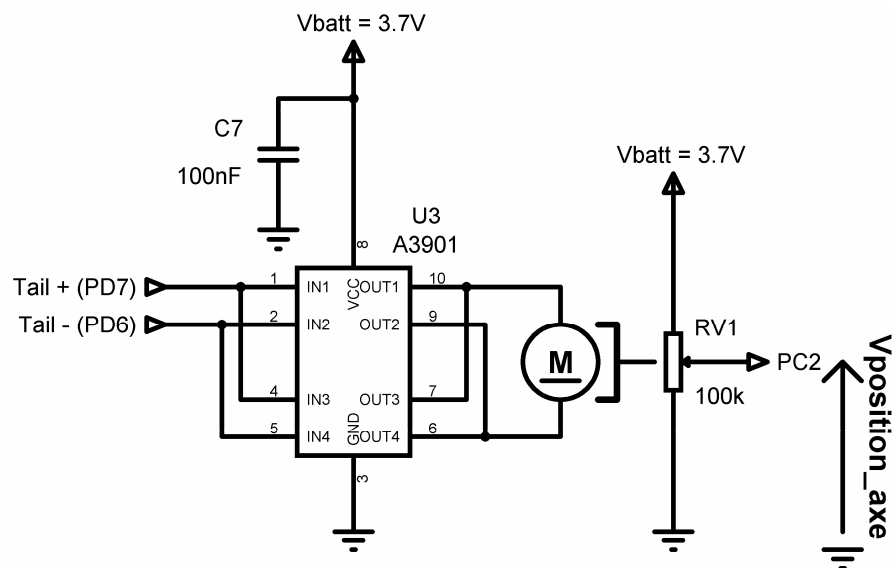 Vbatt = 3.7V
C7
100nF
Vbatt = 3.7V
U3
A3901
8
Tail + (PD7)
1
IN1
VCC
OUT1
10
Tail - (PD6)
2
IN2
OUT2
9
RV1
M
PC2
100k
4
IN3
OUT3
7
5
IN4
GND
OUT4
6
3
Vposition_axe